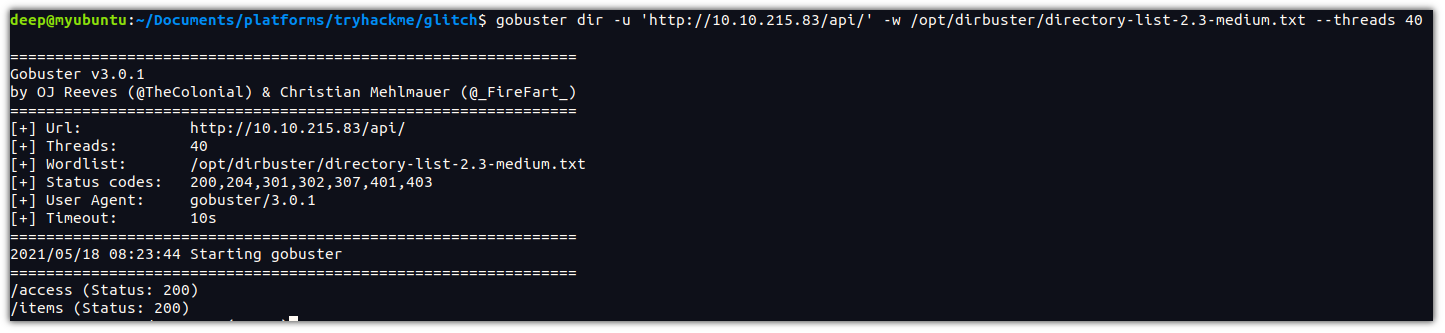 deep@myubuntu:~/Documents/platforms/tryhackme/glitch$ gobuster dir -u 'http://10.10.215.83/api/' -w /opt/dirbuster/directory-list-2.3-medium.txt --threads 40
===============================================================
Gobuster v3.0.1
by OJ Reeves (@TheColonial) & Christian Mehlmauer (@_FireFart_)
===============================================================
[+] Url:            http://10.10.215.83/api/
[+] Threads:        40
[+] Wordlist:       /opt/dirbuster/directory-list-2.3-medium.txt
[+] Status codes:   200,204,301,302,307,401,403
[+] User Agent:     gobuster/3.0.1
[+] Timeout:        10s
===============================================================
2021/05/18 08:23:44 Starting gobuster
===============================================================
/access (Status: 200)
/items (Status: 200)